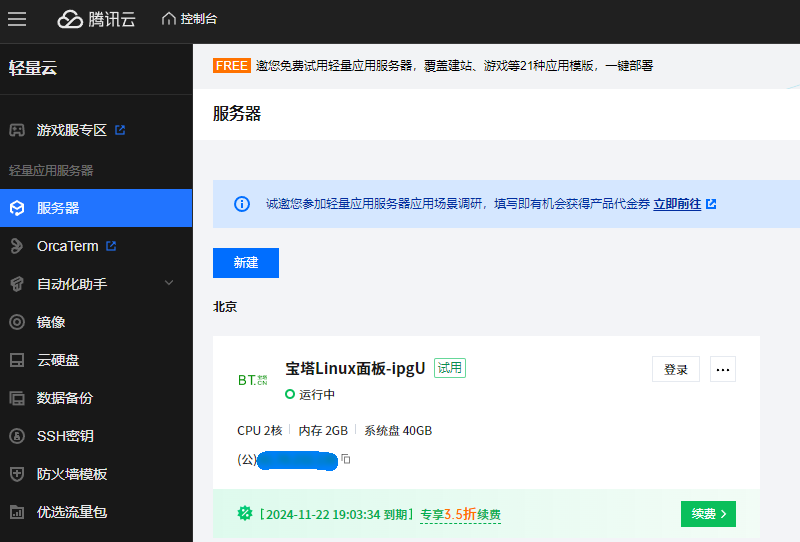 腾讯云 控制台
轻量云
FREE 邀您免费试用轻量应用服务器，覆盖建站、游戏等21种应用模版，一键部署
服务器
游戏服专区
轻量应用服务器
服务器
OrcaTerm
自动化助手
镜像
云硬盘
数据备份
SSH密钥
防火墙模板
优选流量包
诚邀您参加轻量应用服务器应用场景调研，填写即有机会获得产品代金券 立即前往
新建
北京
BT.CN 宝塔
宝塔Linux面板-ipgU 试用
登录 ...
运行中
CPU 2核 内存 2GB 系统盘 40GB
(公)
[2024-11-22 19:03:34 到期] 专享3.5折续费
续费